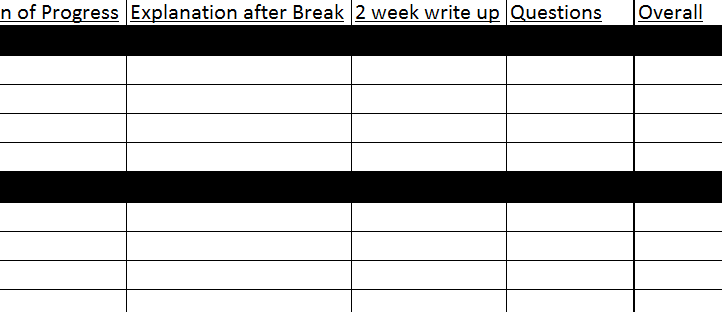 n of Progress Explanation after Break 2 week write up Questions Overall